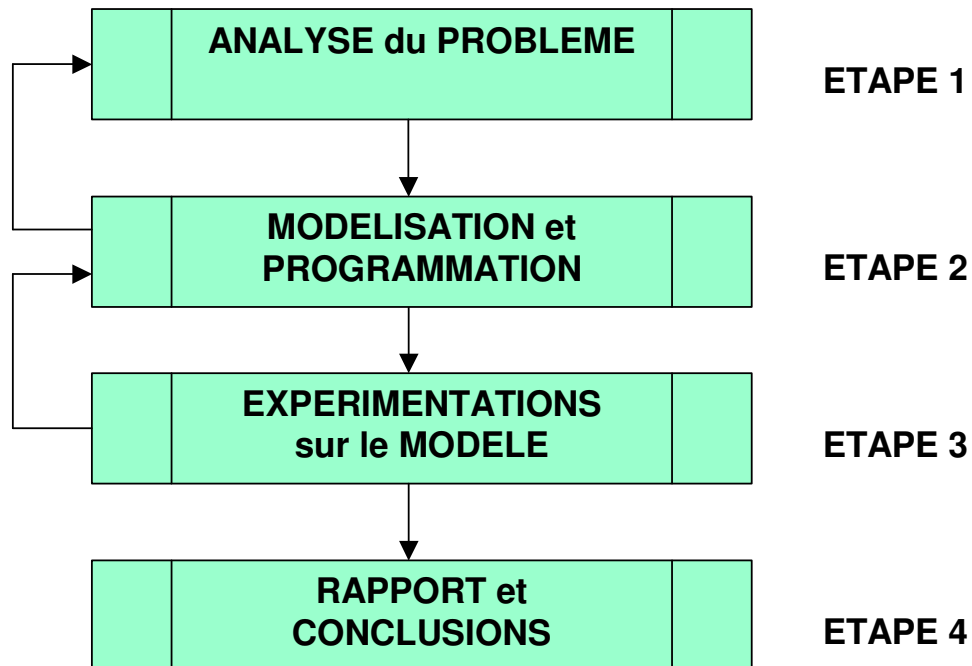 ANALYSE du PROBLEME
ETAPE 1
MODELISATION et
PROGRAMMATION
ETAPE 2
EXPERIMENTATIONS
sur le MODELE
ETAPE 3
RAPPORT et
CONCLUSIONS
ETAPE 4